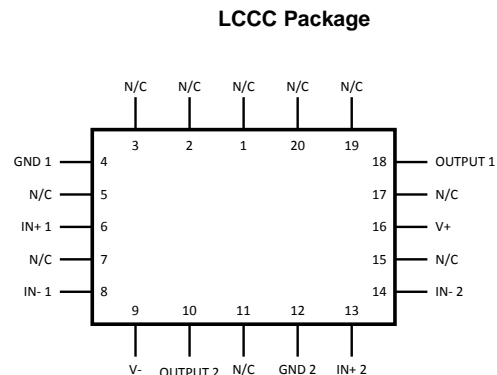 LCCC Package
N/C N/C N/C N/C N/C
3 2 1 20 19
GND 1 4 18 OUTPUT 1
N/C 5 17 N/C
IN+ 1 6 16 V+
N/C 7 15 N/C
IN- 1 8 14 IN- 2
9 10 11 12 13
V- OUTPUT 2 N/C GND 2 IN+ 2